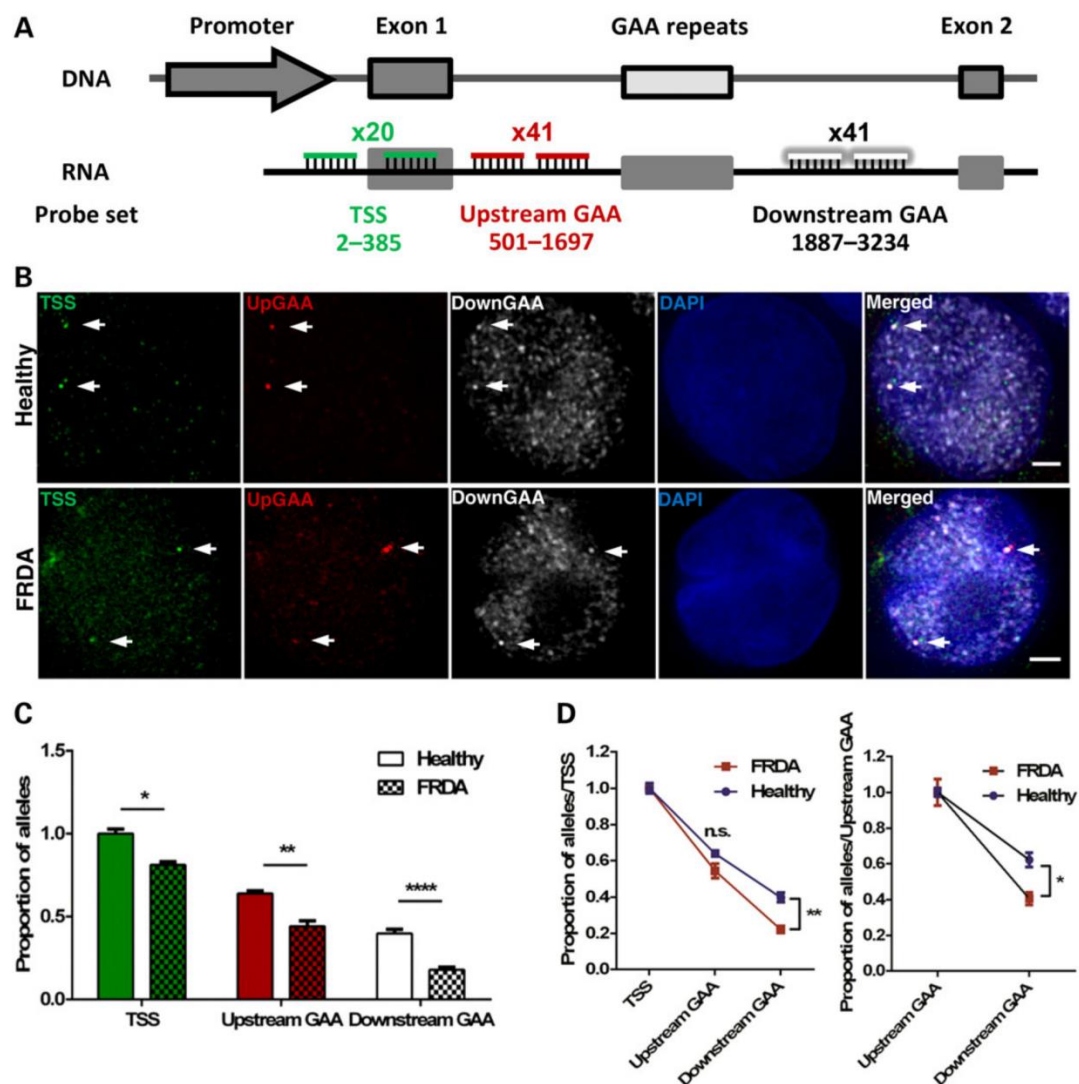 A
Promoter Exon 1 GAA repeats Exon 2
DNA
x20 x41 x41
RNA
Probe set TSS Upstream GAA Downstream GAA
2–385 501–1697 1887–3234
B
TSS UpGAA DownGAA DAPI Merged
Healthy
TSS UpGAA DownGAA DAPI Merged
FRDA
C
Proportion of alleles
1.5
1.0
0.5
0.0
* ** ****
Healthy
FRDA
TSS Upstream GAA Downstream GAA
D
Proportion of alleles/TSS
1.2
1.0
0.8
0.6
0.4
0.2
0.0
FRDA
Healthy
n.s.
**
TSS
Upstream GAA
Downstream GAA
Proportion of alleles/Upstream GAA
1.2
1.0
0.8
0.6
0.4
0.2
0.0
FRDA
Healthy
*
Upstream GAA
Downstream GAA